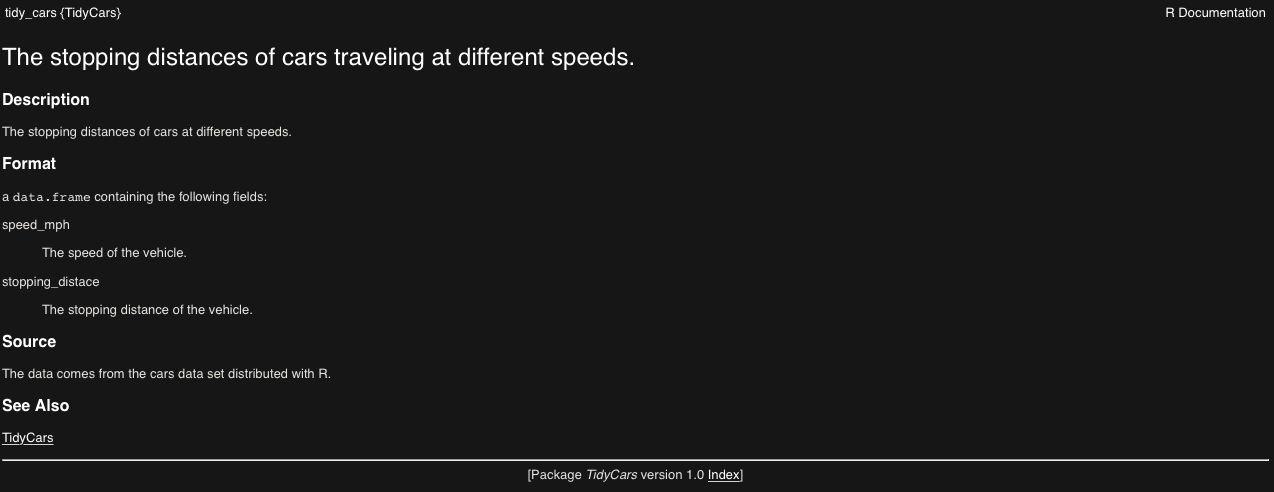 tidy_cars {TidyCars}
R Documentation
The stopping distances of cars traveling at different speeds.
Description
The stopping distances of cars at different speeds.
Format
a data.frame containing the following fields:
speed_mph
The speed of the vehicle.
stopping_distace
The stopping distance of the vehicle.
Source
The data comes from the cars data set distributed with R.
See Also
TidyCars
[Package TidyCars version 1.0 Index]